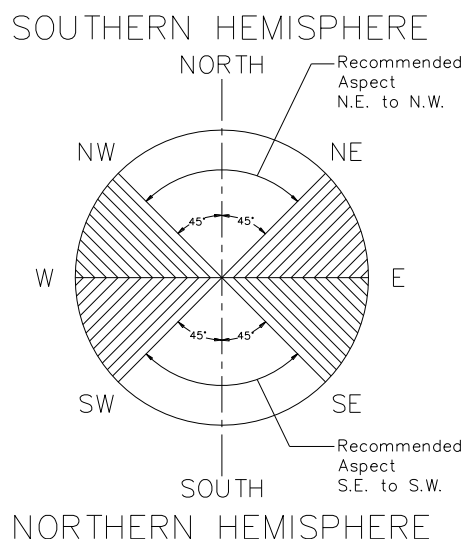 SOUTHERN HEMISPHERE
NORTH
Recommended
Aspect
N.E. to N.W.
NW
NE
45°
45°
W
E
45°
45°
SW
SE
Recommended
Aspect
S.E. to S.W.
SOUTH
NORTHERN HEMISPHERE